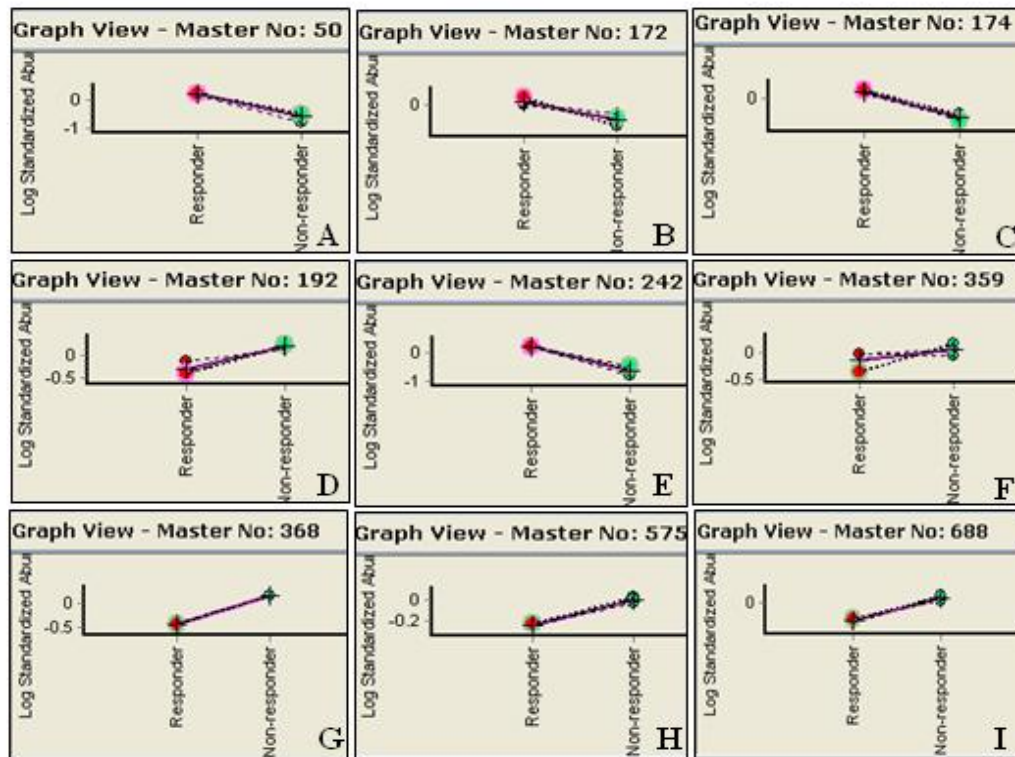 Graph View - Master No: 50
Log Standardized Abu
0
-1
Responder
Non-responder
A
Graph View - Master No: 172
Log Standardized Abu
0
Responder
Non-responder
B
Graph View - Master No: 174
Log Standardized Abu
0
Responder
Non-responder
C
Graph View - Master No: 192
Log Standardized Abu
0
-0.5
Responder
Non-responder
D
Graph View - Master No: 242
Log Standardized Abu
0
-1
Responder
Non-responder
E
Graph View - Master No: 359
Log Standardized Abu
0
-0.5
Responder
Non-responder
F
Graph View - Master No: 368
Log Standardized Abu
0
-0.5
Responder
Non-responder
G
Graph View - Master No: 575
Log Standardized Abu
0
-0.2
Responder
Non-responder
H
Graph View - Master No: 688
Log Standardized Abu
0
Responder
Non-responder
I